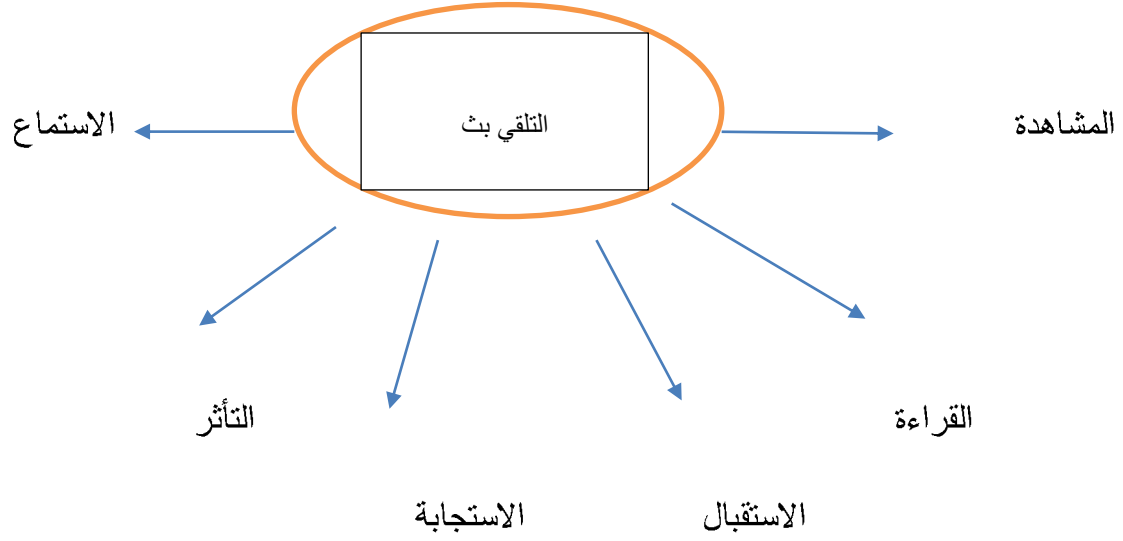 التلقي بث
المشاهدة
الاستماع
القراءة
التأثر
الاستقبال
الاستجابة